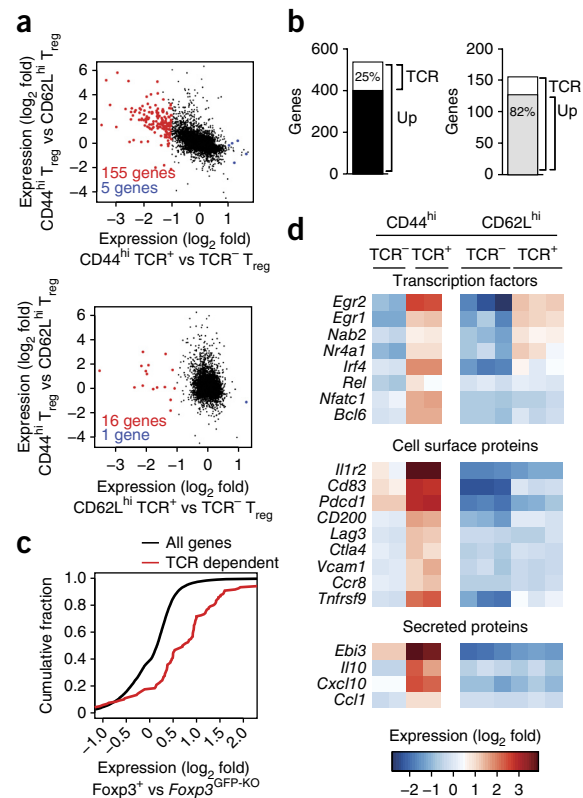 a
Expression (log2 fold)
CD44hi Treg vs CD62Lhi Treg
6
4
2
0
−2
−4
155 genes
5 genes
−3 −2 −1 0 1 2
Expression (log2 fold)
CD44hi TCR+ vs TCR− Treg
Expression (log2 fold)
CD44hi Treg vs CD62Lhi Treg
6
4
2
0
−2
−4
16 genes
1 gene
−3 −2 −1 0 1 2
Expression (log2 fold)
CD62Lhi TCR+ vs TCR− Treg
b
Genes
600
400
200
0
25%
TCR
Up
Genes
200
150
100
50
0
82%
TCR
Up
c
All genes
TCR dependent
Cumulative fraction
1.0
0.8
0.6
0.4
0.2
0
−1.0 −0.5 0 0.5 1.0 1.5 2.0
Expression (log2 fold)
Foxp3+ vs Foxp3GFP-KO
d
CD44hi CD62Lhi
TCR− TCR+ TCR− TCR+
Transcription factors
Egr2
Egr1
Nab2
Nr4a1
Irf4
Rel
Nfatc1
Bcl6
Cell surface proteins
Il1r2
Cd83
Pdcd1
CD200
Lag3
Ctla4
Vcam1
Ccr8
Tnfrsf9
Secreted proteins
Ebi3
Il10
Cxcl10
Ccl1
Expression (log2 fold)
−2 −1 0 1 2 3